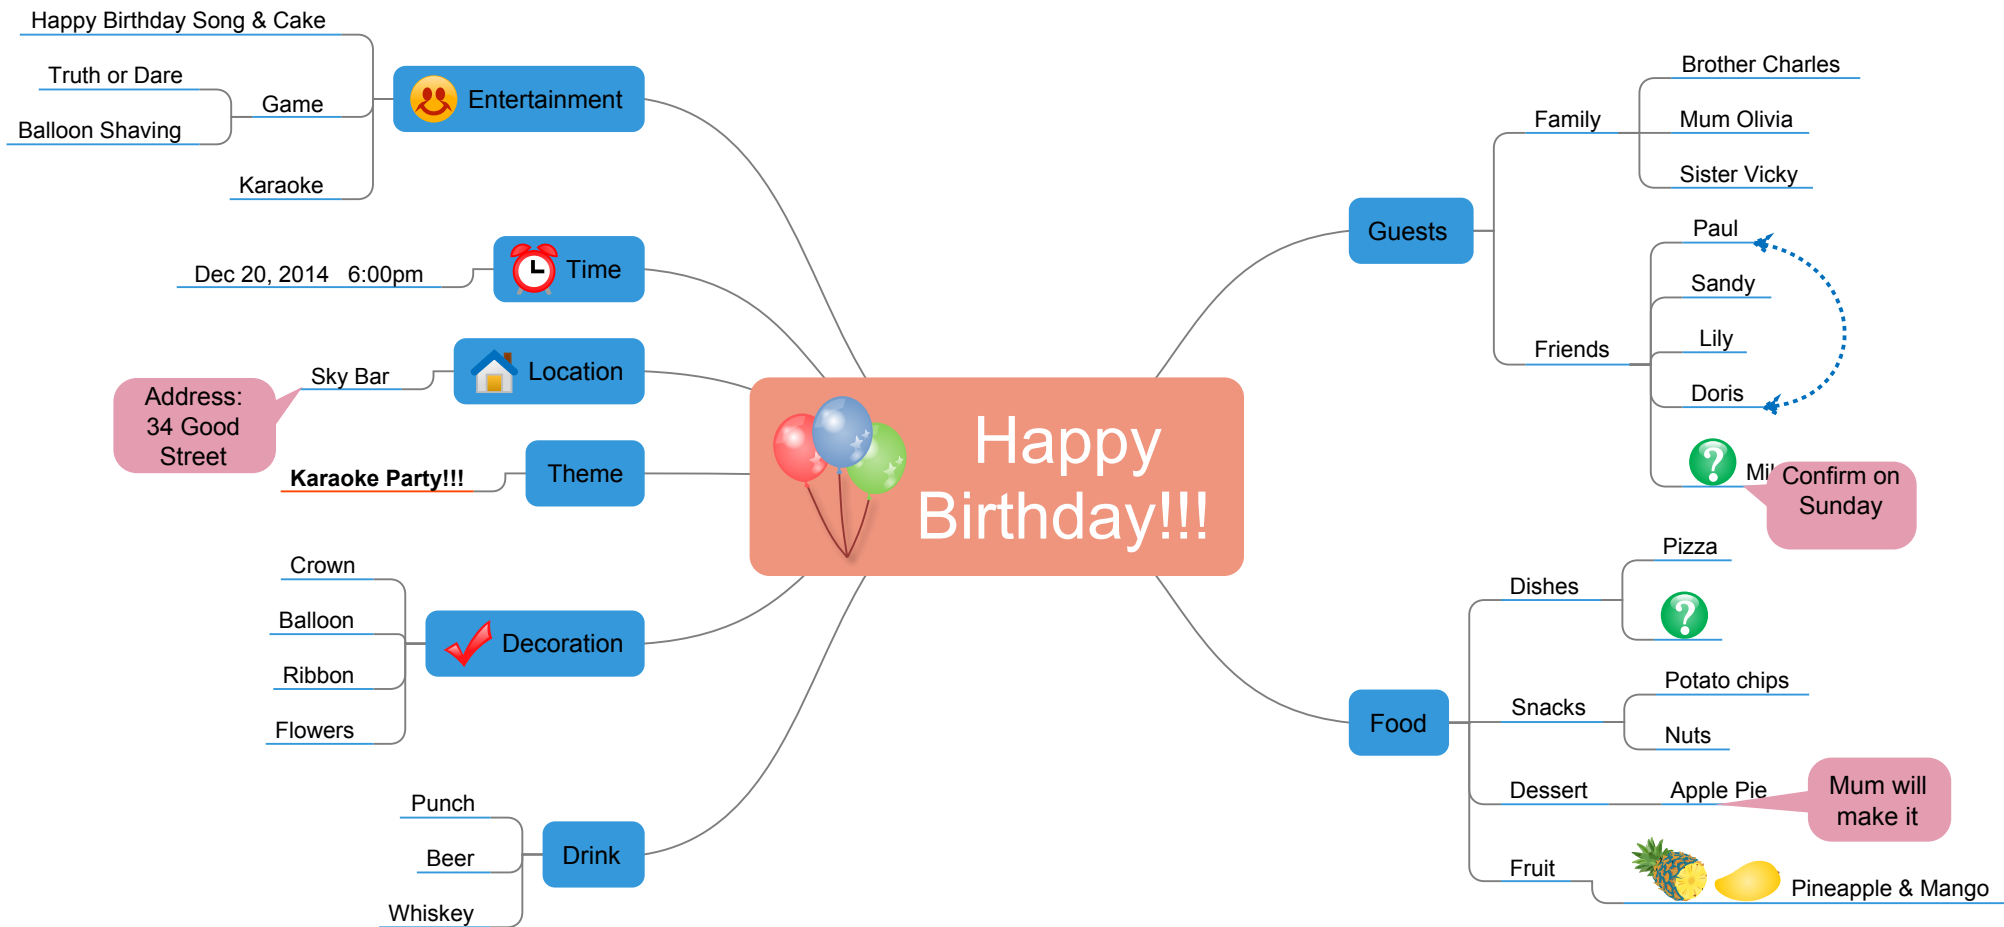 Happy Birthday Song & Cake
Truth or Dare
Game
Balloon Shaving
Karaoke
Entertainment
Dec 20, 2014 6:00pm
Time
Address:
34 Good
Street
Sky Bar
Location
Karaoke Party!!!
Theme
Crown
Balloon
Ribbon
Flowers
Decoration
Punch
Beer
Whiskey
Drink
Happy
Birthday!!!
Guests
Family
Brother Charles
Mum Olivia
Sister Vicky
Friends
Paul
Sandy
Lily
Doris
Confirm on
Sunday
Food
Dishes
Pizza
Snacks
Potato chips
Nuts
Dessert
Apple Pie
Mum will
make it
Fruit
Pineapple & Mango